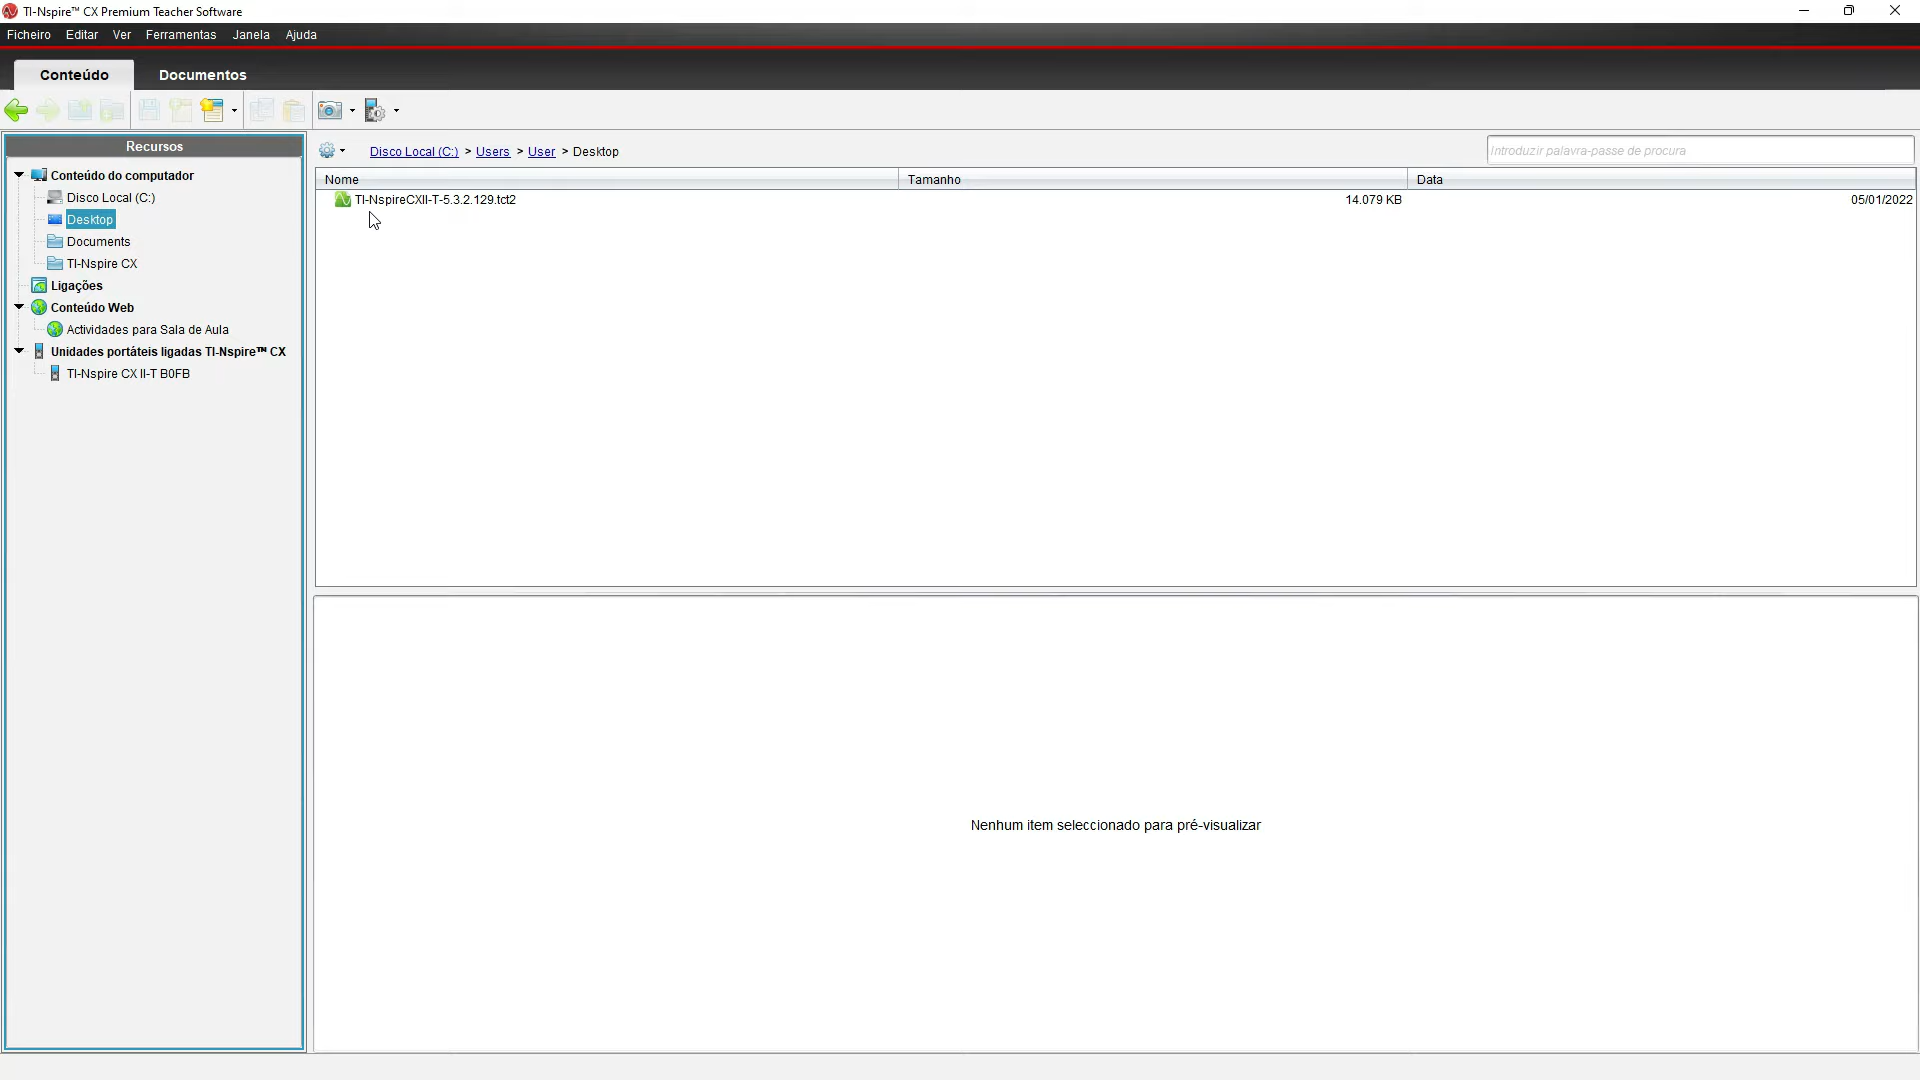 TI-Nspire™ CX Premium Teacher Software
Ficheiro Editar Ver Ferramentas Janela Ajuda
Conteúdo Documentos
Recursos
Conteúdo do computador
Disco Local (C:)
Desktop
Documents
TI-Nspire CX
Ligações
Conteúdo Web
Actividades para Sala de Aula
Unidades portáteis ligadas TI-Nspire™ CX
TI-Nspire CX II-T B0FB
Disco Local (C:) > Users > User > Desktop
Introduzir palavra-passe de procura
Nome Tamanho Data
TI-NspireCXII-T-5.3.2.129.tct2 14.079 KB 05/01/2022
Nenhum item seleccionado para pré-visualizar